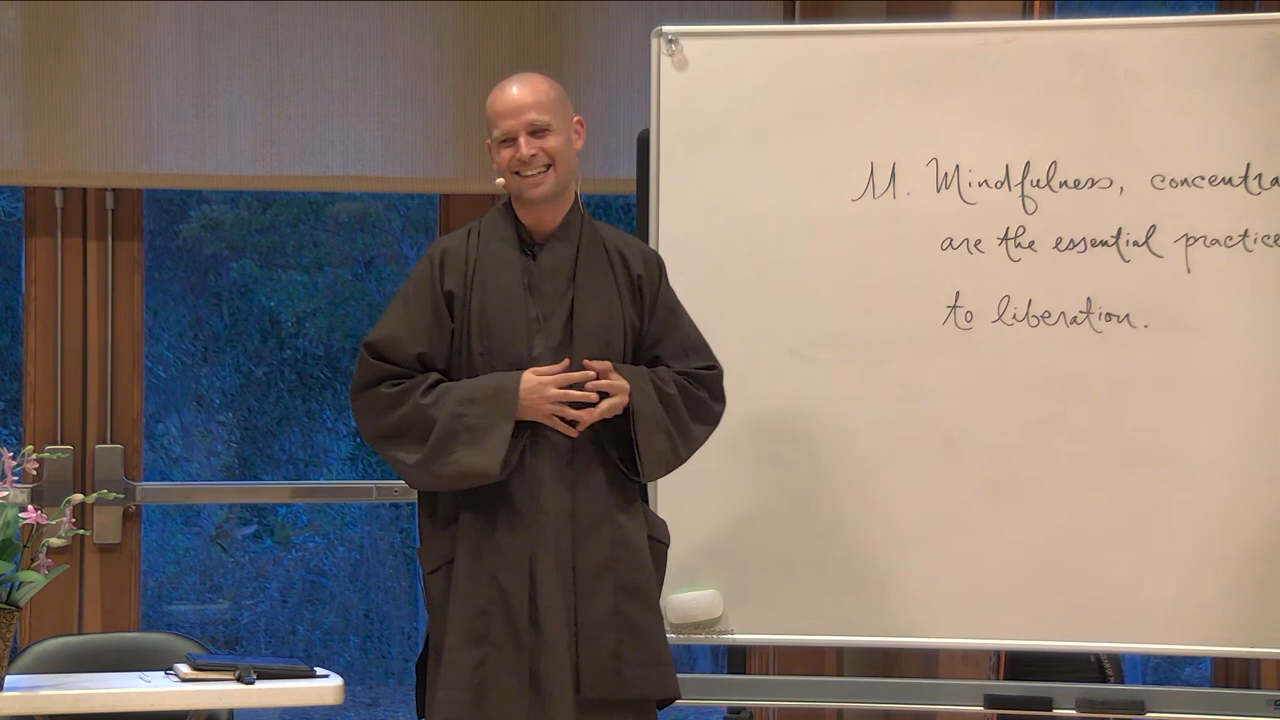 11. Mindfulness, concentra
are the essential practice
to liberation.